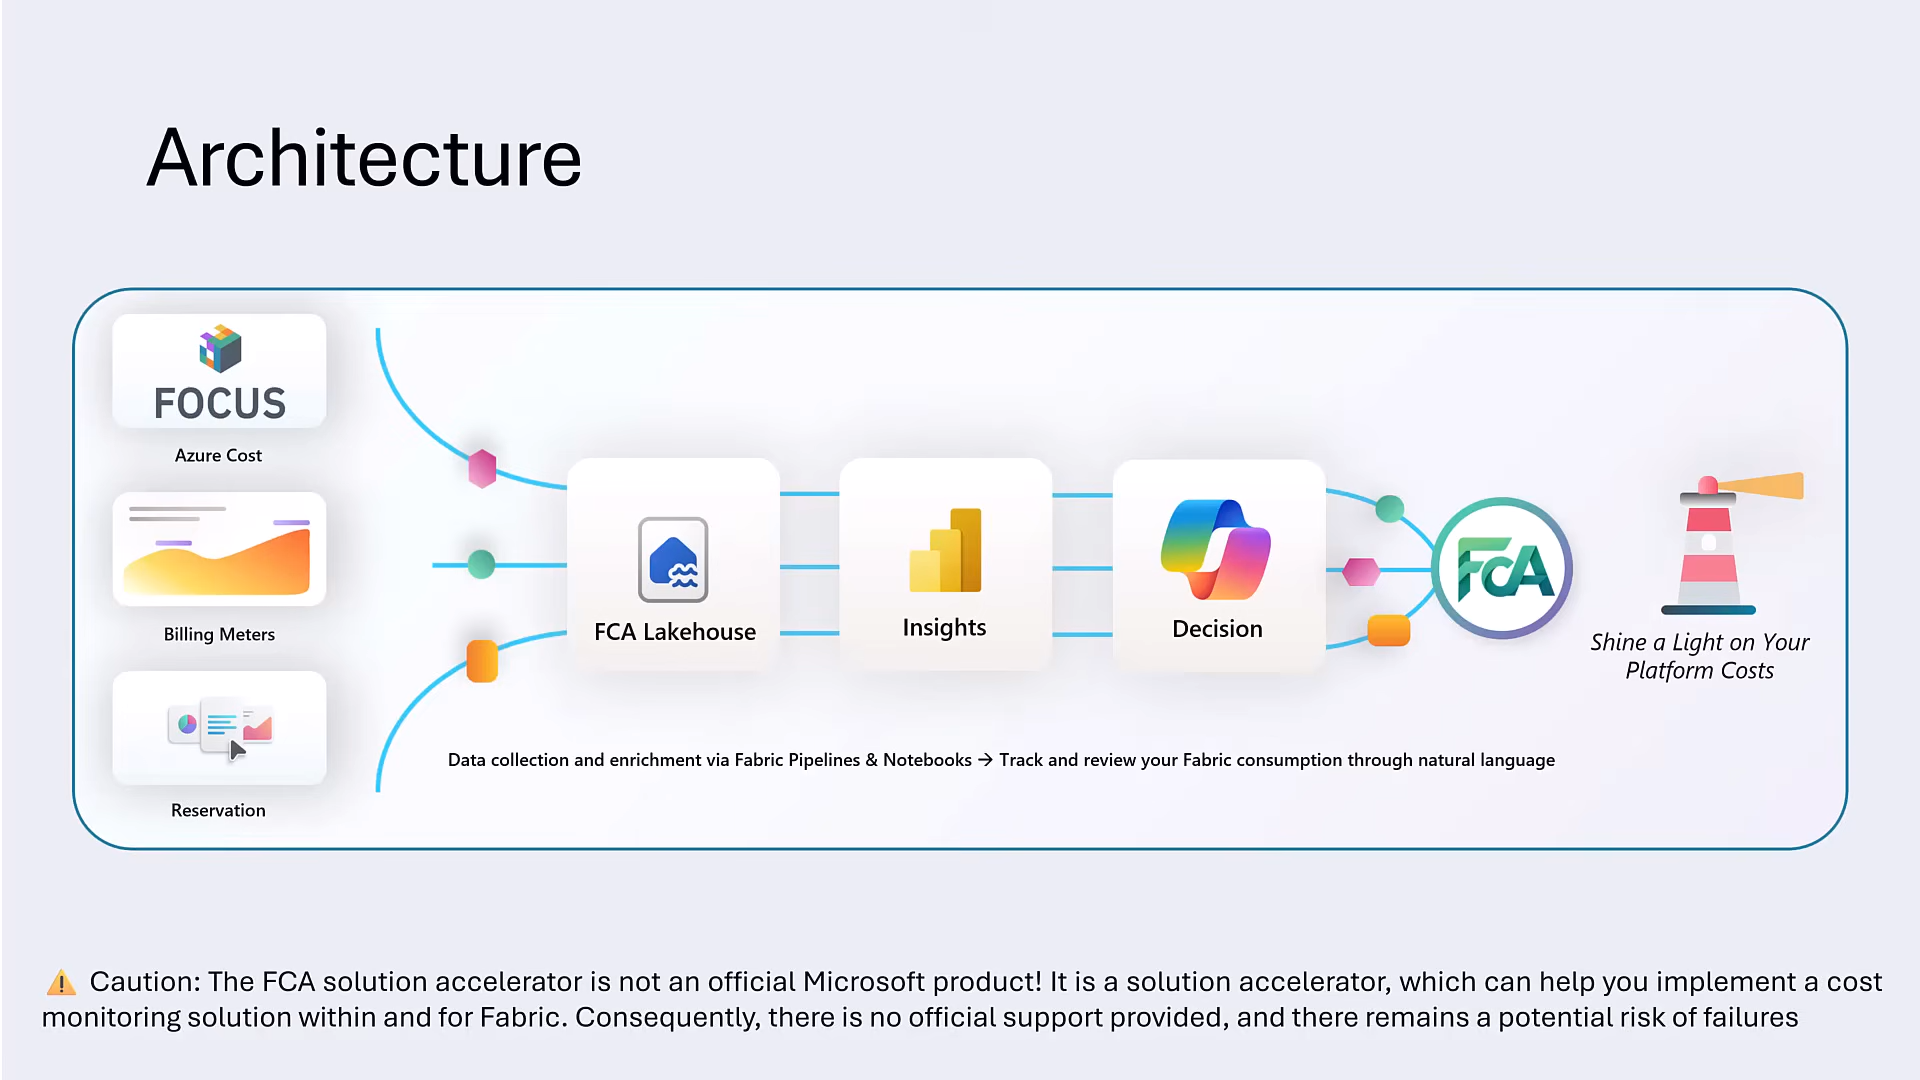 Architecture
FOCUS
Azure Cost
Billing Meters
Reservation
FCA Lakehouse
Insights
Decision
FCA
Shine a Light on Your
Platform Costs
Data collection and enrichment via Fabric Pipelines & Notebooks → Track and review your Fabric consumption through natural language
⚠ Caution: The FCA solution accelerator is not an official Microsoft product! It is a solution accelerator, which can help you implement a cost
monitoring solution within and for Fabric. Consequently, there is no official support provided, and there remains a potential risk of failures